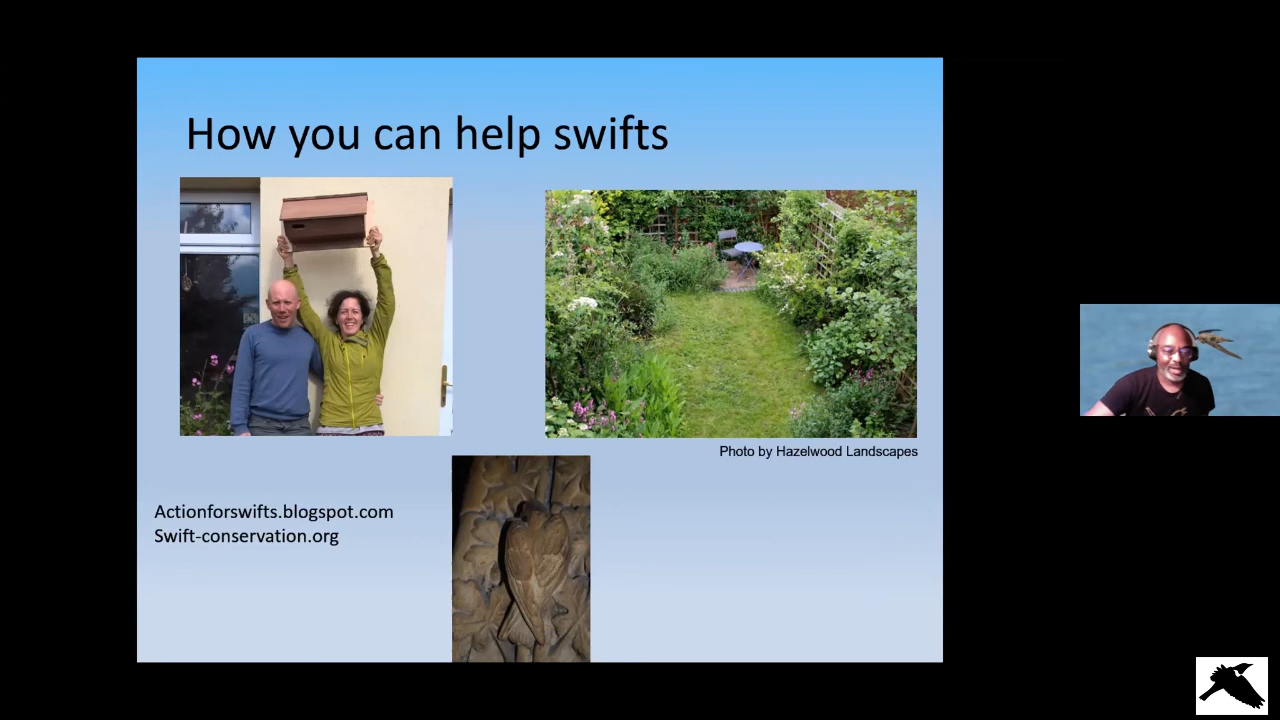 How you can help swifts
Photo by Hazelwood Landscapes
Actionforswifts.blogspot.com
Swift-conservation.org